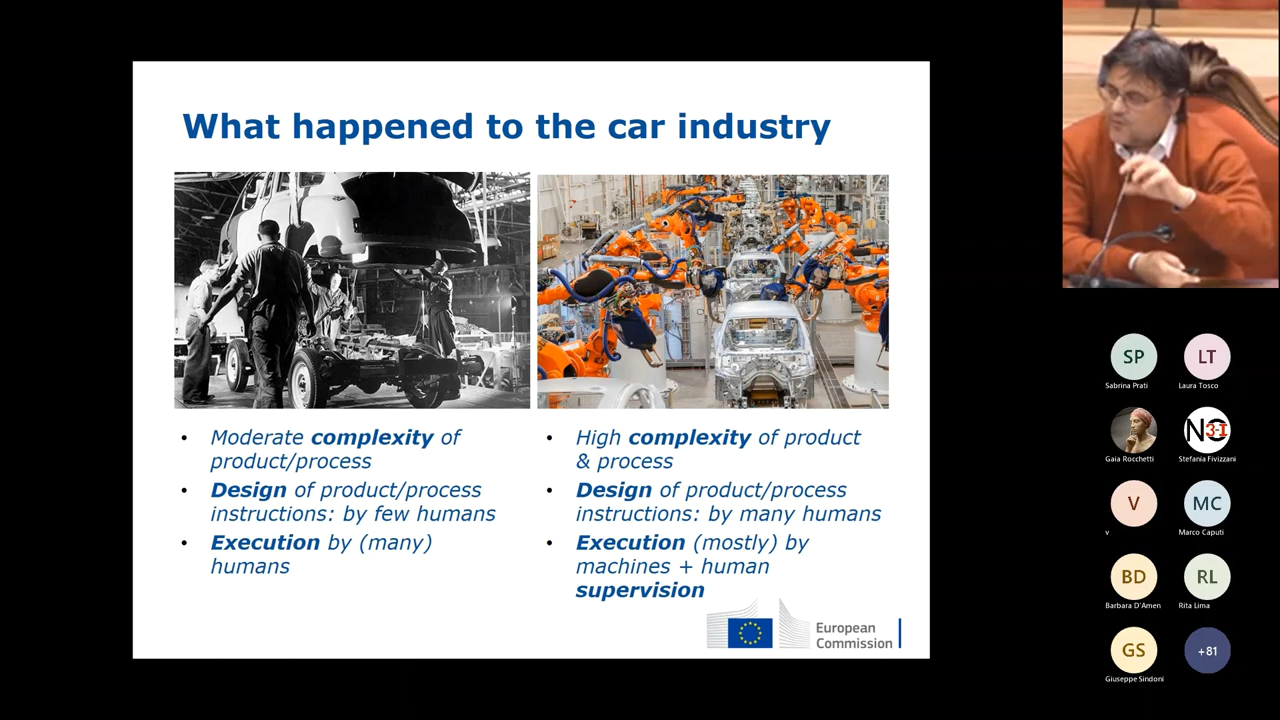 What happened to the car industry
• Moderate complexity of
product/process
• Design of product/process
instructions: by few humans
• Execution by (many)
humans
• High complexity of product
& process
• Design of product/process
instructions: by many humans
• Execution (mostly) by
machines + human
supervision
European
Commission
SP
Sabrina Prati
LT
Laura Tosco
Gaia Rocchetti
NO
3-I
Stefania Fivizzani
V
v
MC
Marco Caputi
BD
Barbara D'Amen
RL
Rita Lima
GS
Giuseppe Sindoni
+81